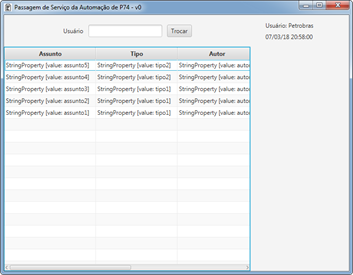 Passagem de Serviço da Automação de P74 - v0
Usuário Trocar
Usuário: Petrobras
07/03/18 20:58:00
Assunto Tipo Autor
StringProperty [value: assunto5] StringProperty [value: tipo2] StringProperty [value: auto
StringProperty [value: assunto4] StringProperty [value: tipo2] StringProperty [value: auto
StringProperty [value: assunto3] StringProperty [value: tipo1] StringProperty [value: auto
StringProperty [value: assunto2] StringProperty [value: tipo1] StringProperty [value: auto
StringProperty [value: assunto1] StringProperty [value: tipo1] StringProperty [value: auto